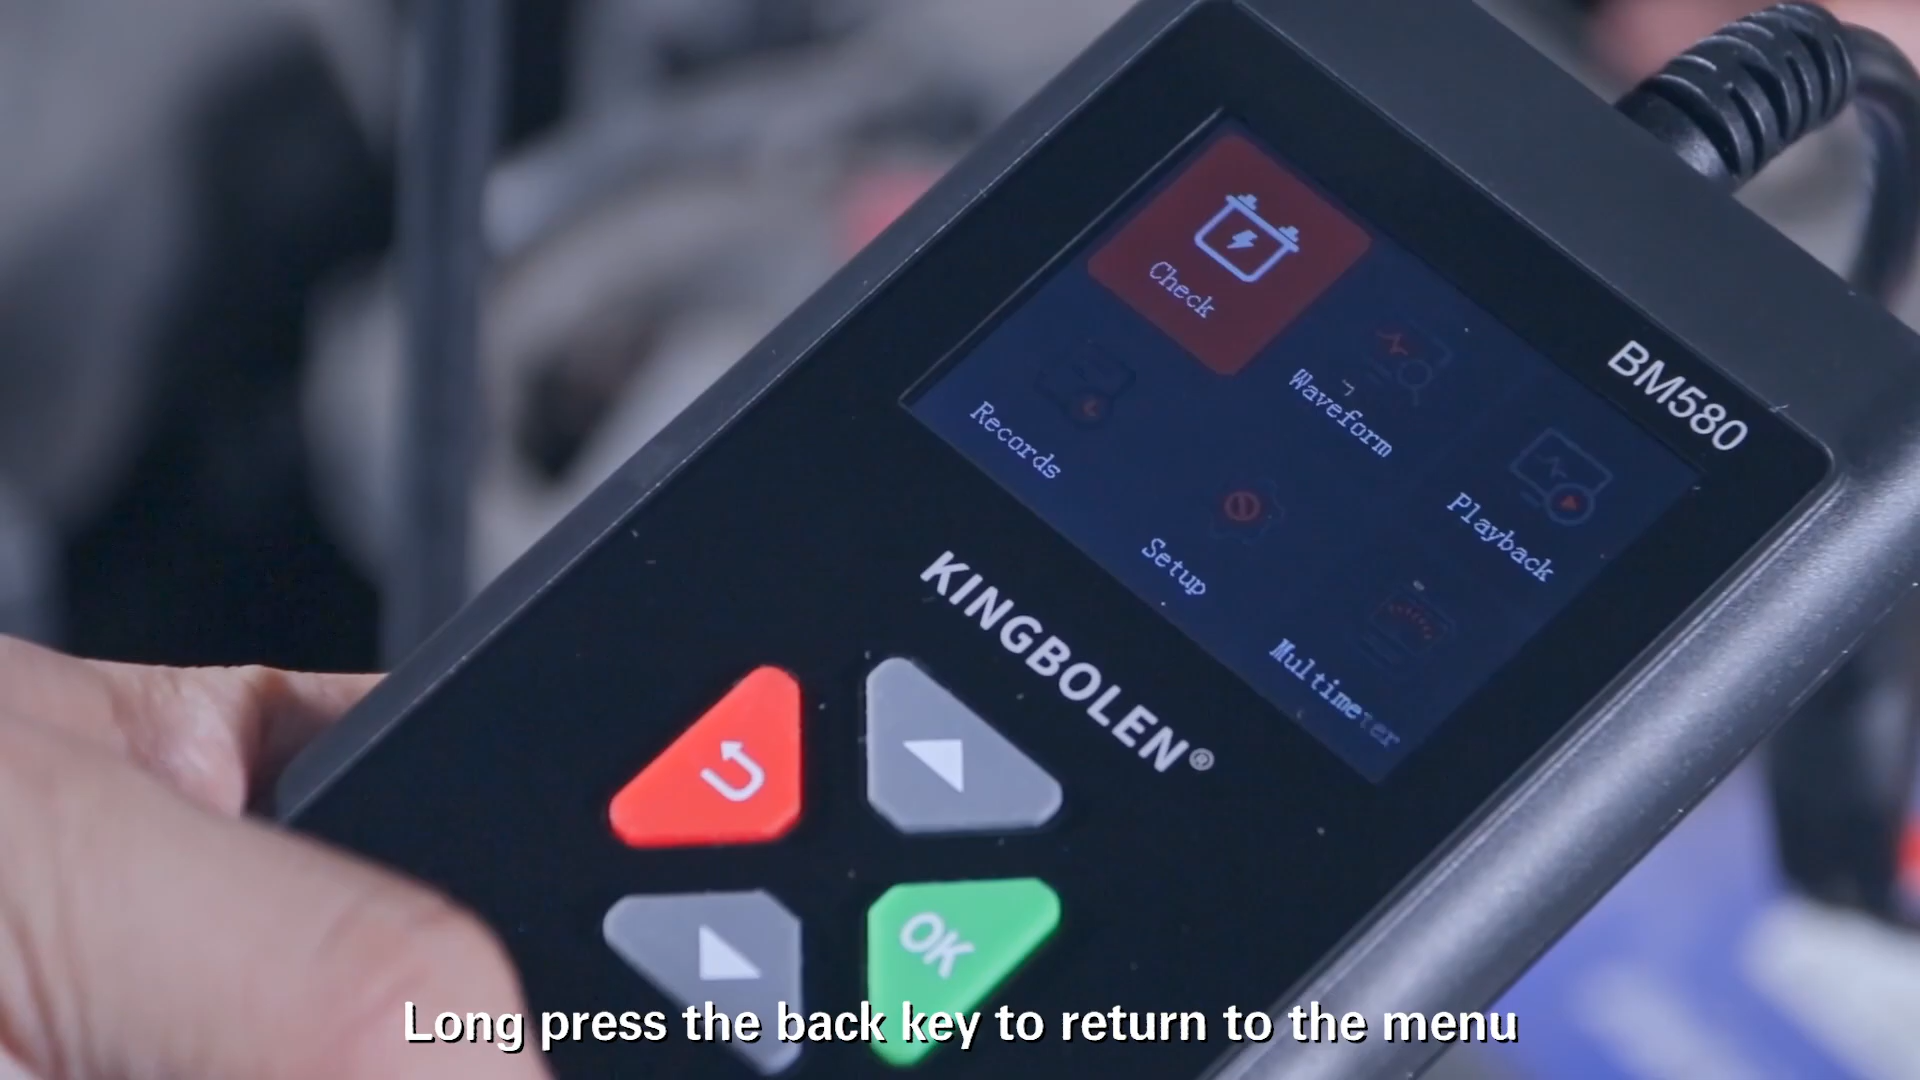 Check
Waveform
Playback
Records
Setup
Multimeter
BM580
KINGBOLEN®
OK
Long press the back key to return to the menu